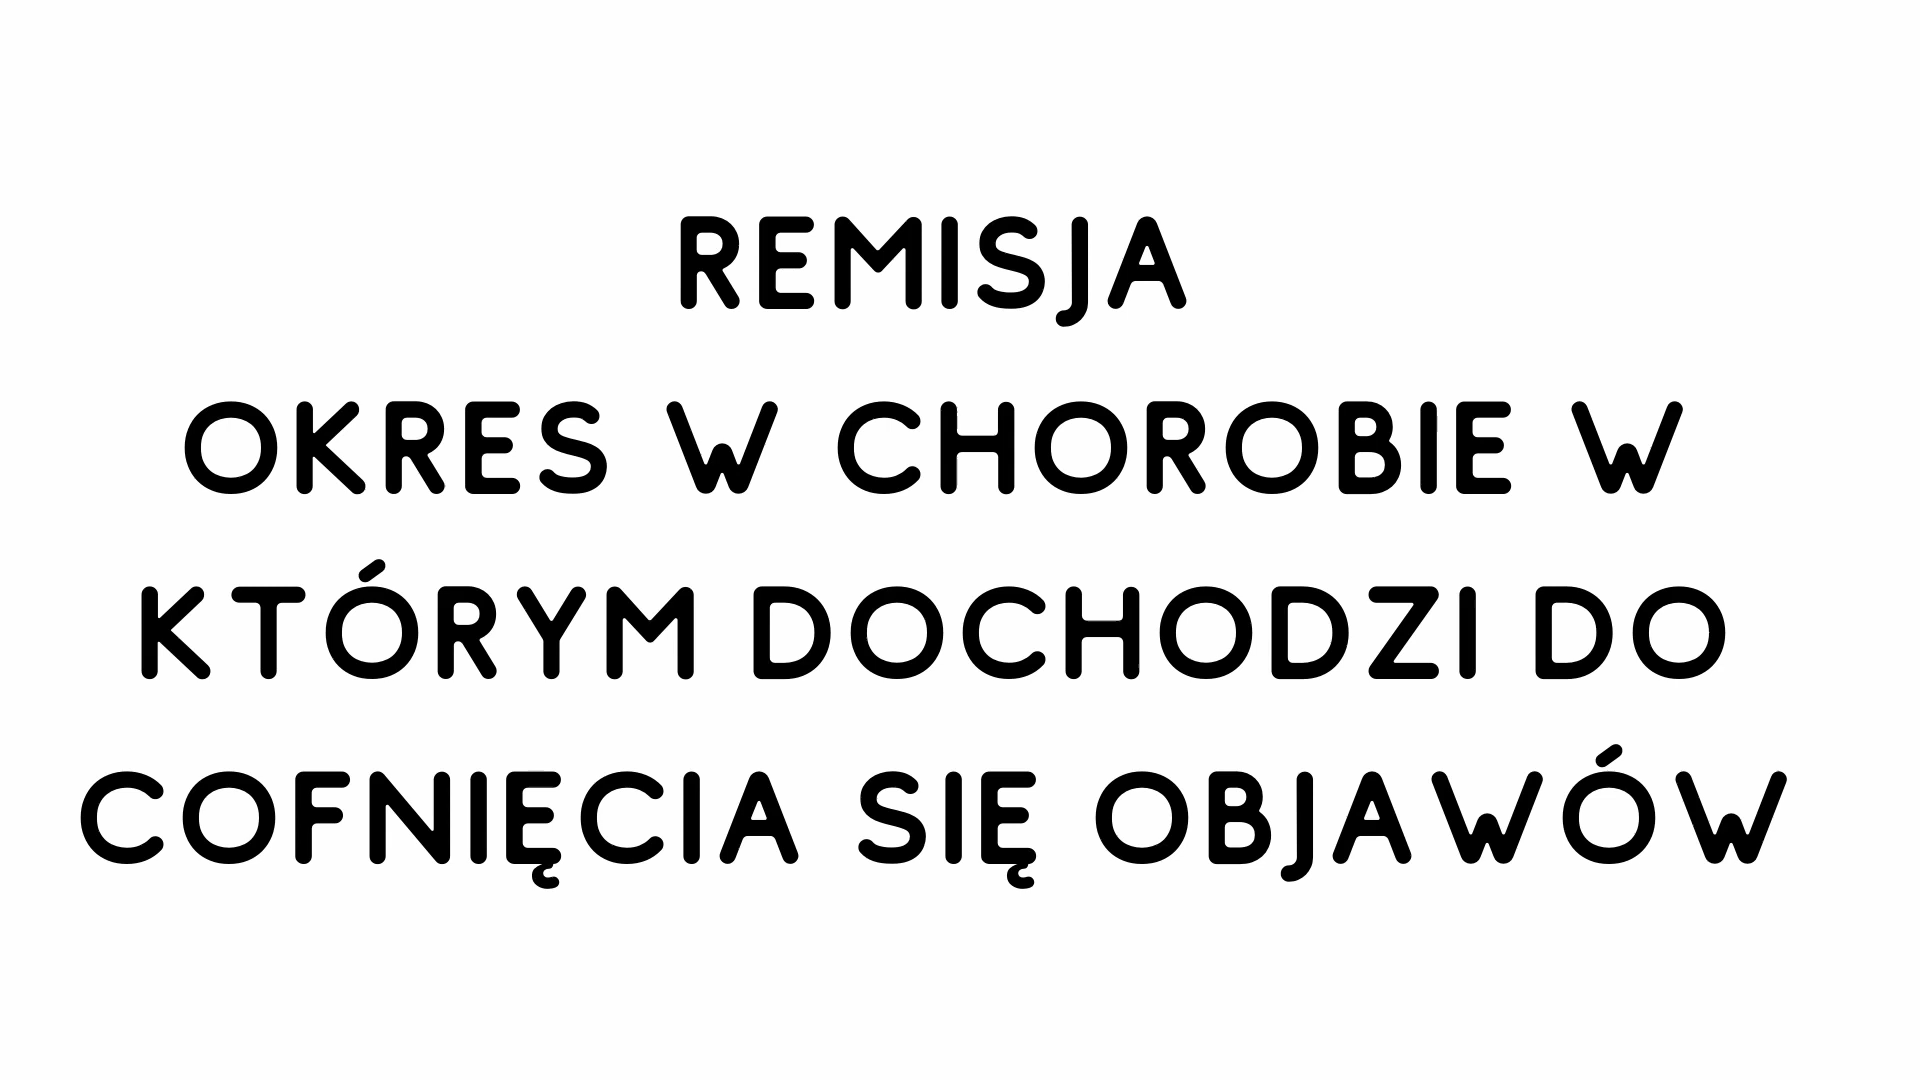 REMISJA
OKRES W CHOROBIE W
KTÓRYM DOCHODZI DO
COFNIĘCIA SIĘ OBJAWÓW